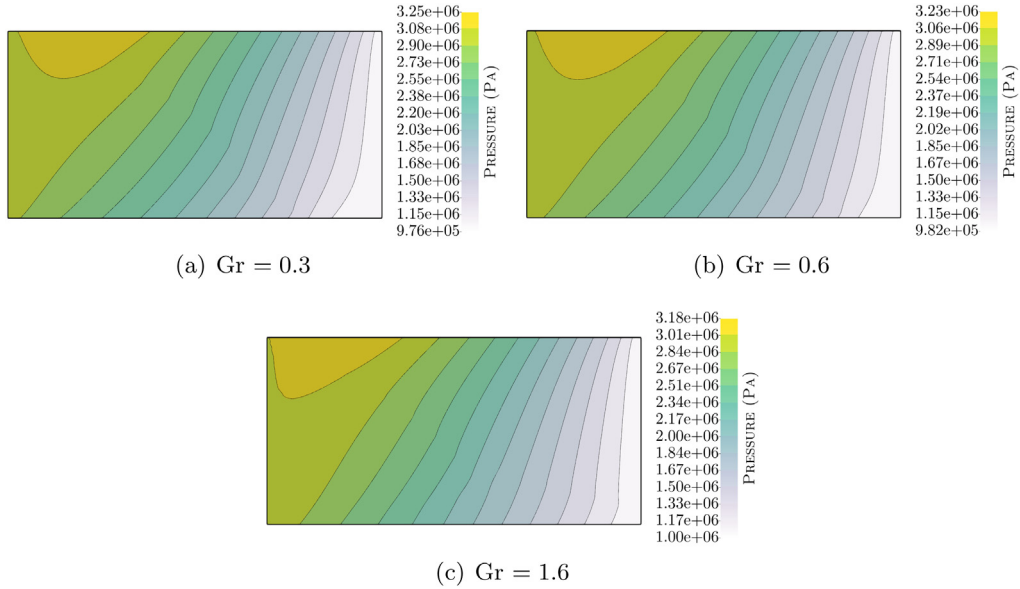 3.25e+06
3.08e+06
2.90e+06
2.73e+06
2.55e+06
2.38e+06
2.20e+06
2.03e+06
1.85e+06
1.68e+06
1.50e+06
1.33e+06
1.15e+06
9.76e+05
Pressure (Pa)
(a) Gr = 0.3
3.23e+06
3.06e+06
2.89e+06
2.71e+06
2.54e+06
2.37e+06
2.19e+06
2.02e+06
1.85e+06
1.67e+06
1.50e+06
1.33e+06
1.15e+06
9.82e+05
Pressure (Pa)
(b) Gr = 0.6
3.18e+06
3.01e+06
2.84e+06
2.67e+06
2.51e+06
2.34e+06
2.17e+06
2.00e+06
1.84e+06
1.67e+06
1.50e+06
1.33e+06
1.17e+06
1.00e+06
Pressure (Pa)
(c) Gr = 1.6